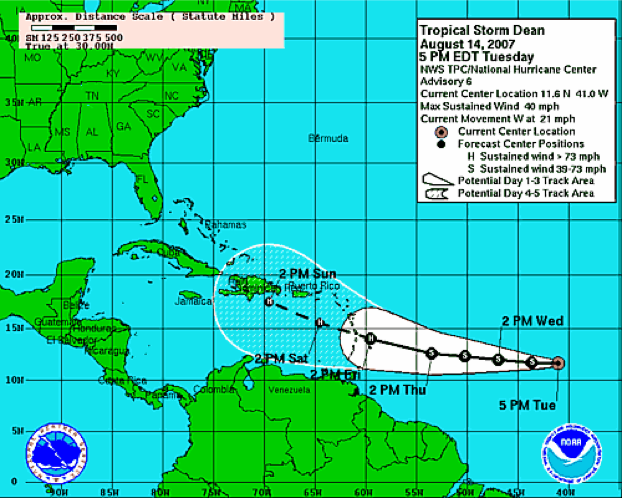 Approx. Distance Scale ( Statute Miles )
SM 125 250 375 500
True at 30.00N
Tropical Storm Dean
August 14, 2007
5 PM EDT Tuesday
NWS TPC/National Hurricane Center
Advisory 6
Current Center Location 11.6 N 41.0 W
Max Sustained Wind 40 mph
Current Movement W at 21 mph
Current Center Location
Forecast Center Positions
H Sustained wind > 73 mph
S Sustained wind 39-73 mph
Potential Day 1-3 Track Area
Potential Day 4-5 Track Area
MO
KY
WV
VA
AR
TN
NC
SC
MS
AL
GA
LA
FL
35N
30N
25N
20N
15N
10N
5N
0
Bermuda
Bahamas
Cuba
Jamaica
Puerto Rico
Belize
Guatemala
Honduras
El Salvador
Nicaragua
Costa Rica
Panama
Colombia
Venezuela
2 PM Sun
2 PM Sat
2 PM Fri
2 PM Thu
2 PM Wed
5 PM Tue
H
H
H
S
S
S
S
NOAA
90W
85W
80W
75W
70W
65W
60W
55W
50W
45W
40W